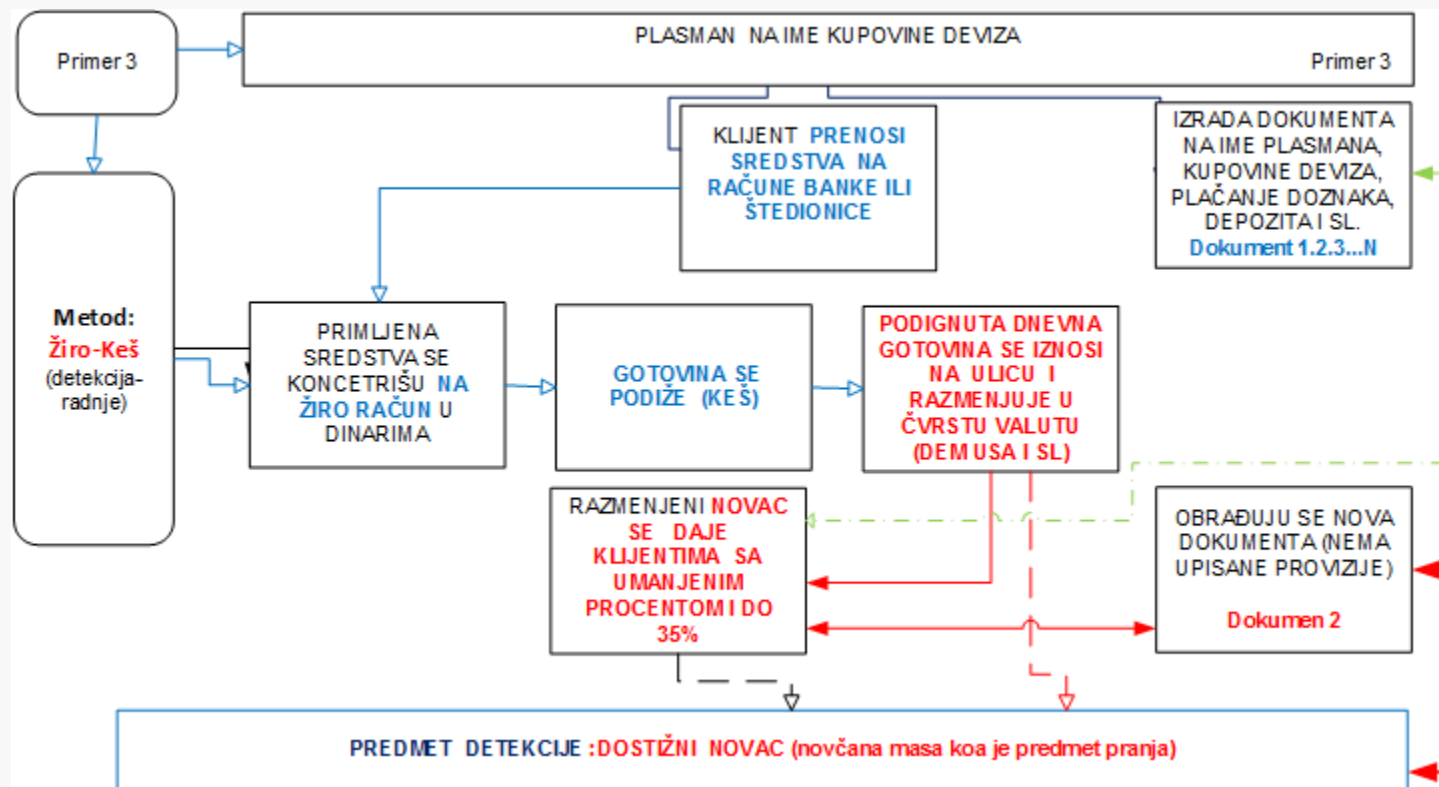 Primer 3
PLASMAN NA IME KUPOVINE DEVIZA
Primer 3
KLIJENT PRENOSI
SREDSTVA NA
RAČUNE BANKE ILI
ŠTEDIONICE
IZRADA DOKUMENTA
NA IME PLASMANA,
KUPOVINE DEVIZA,
PLAČANJE DOZNAKA,
DEPOZITA I SL.
Dokument 1.2.3...N
Metod:
Žiro-Keš
(detekcija-
radnje)
PRIMLJENA
SREDSTVA SE
KONCETRIŠU NA
ŽIRO RAČUN U
DINARIMA
GOTOVINA SE
PODIŽE (KEŠ)
PODIGNUTA DNEVNA
GOTOVINA SE IZNOSI
NA ULICU I
RAZMENJUJE U
ČVRSTU VALUTU
(DEM USA I SL)
RAZMENJENI NOVAC
SE DAJE
KLIJENTIMA SA
UMANJENIM
PROCENTOM I DO
35%
OBRAĐUJU SE NOVA
DOKUMENTA (NEMA
UPISANE PROVIZIJE)
Dokumen 2
PREDMET DETEKCIJE :DOSTIŽNI NOVAC (novčana masa koa je predmet pranja)